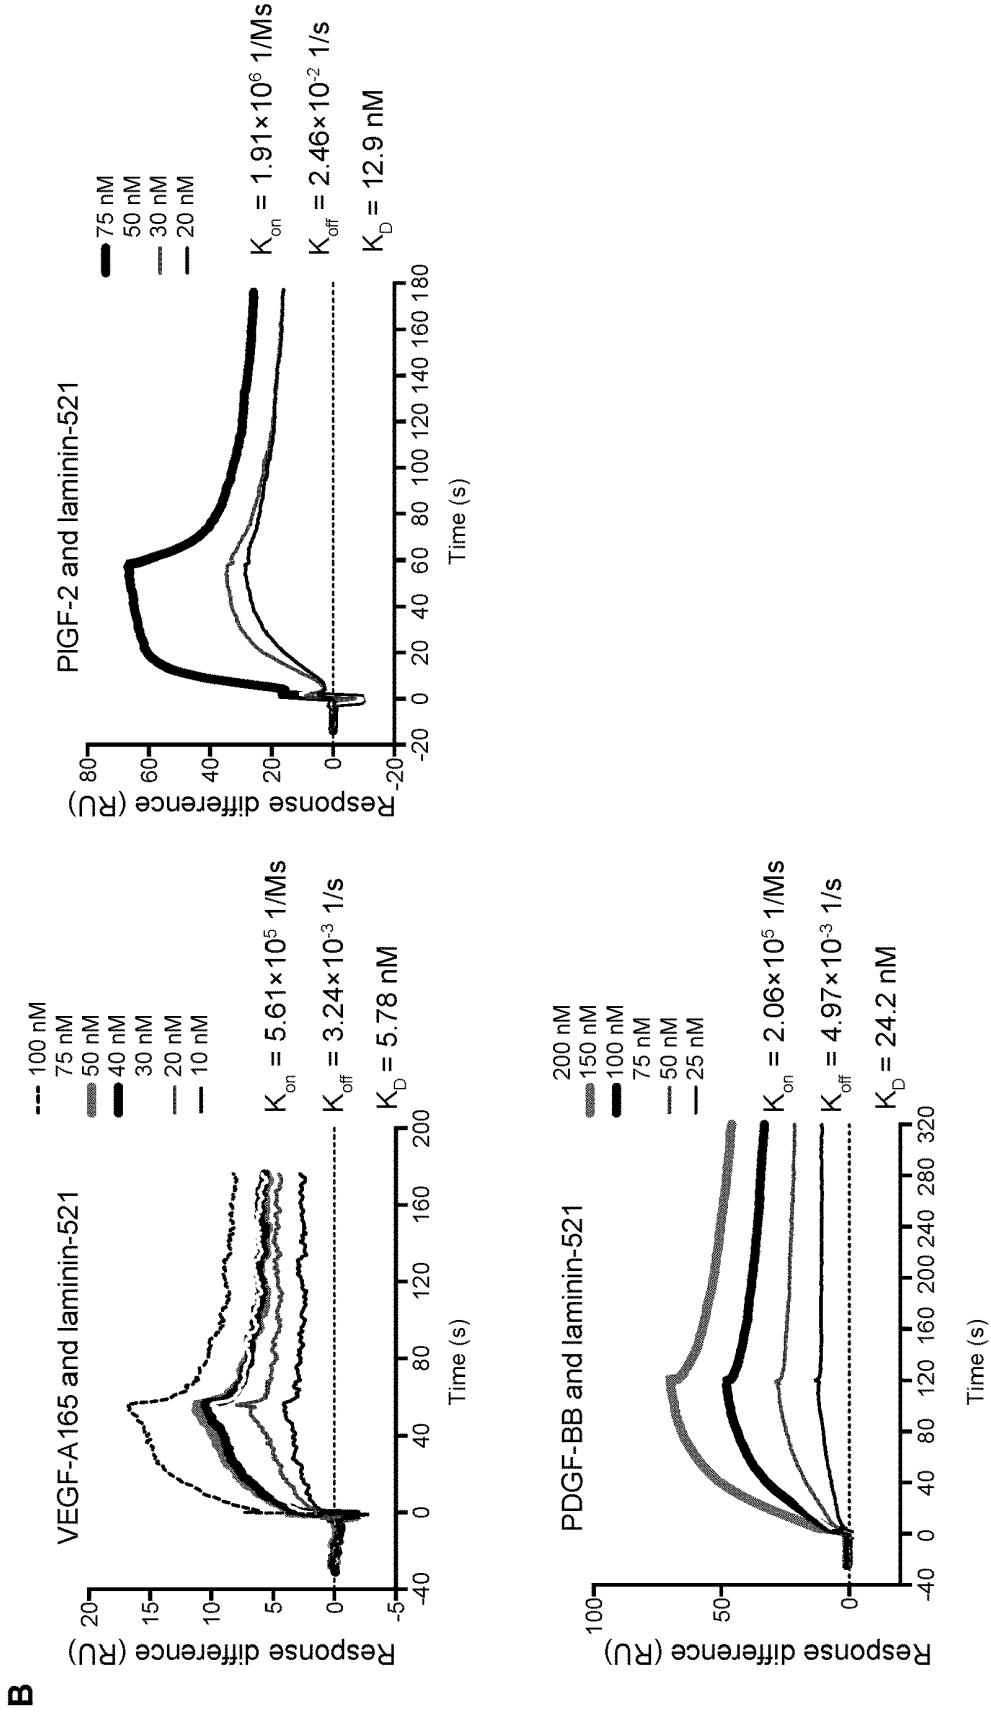 B
VEGF-A165 and laminin-521
Response difference (RU)
20
15
10
5
0
-5
-40 0 40 80 120 160 200
Time (s)
100 nM
75 nM
50 nM
40 nM
30 nM
20 nM
10 nM
Kon = 5.61×10⁵ 1/Ms
Koff = 3.24×10⁻³ 1/s
KD = 5.78 nM
PlGF-2 and laminin-521
Response difference (RU)
80
60
40
20
0
-20
-20 0 20 40 60 80 100 120 140 160 180
Time (s)
75 nM
50 nM
30 nM
20 nM
Kon = 1.91×10⁶ 1/Ms
Koff = 2.46×10⁻² 1/s
KD = 12.9 nM
PDGF-BB and laminin-521
Response difference (RU)
100
50
0
-40 0 40 80 120 160 200 240 280 320
Time (s)
200 nM
150 nM
100 nM
75 nM
50 nM
25 nM
Kon = 2.06×10⁵ 1/Ms
Koff = 4.97×10⁻³ 1/s
KD = 24.2 nM